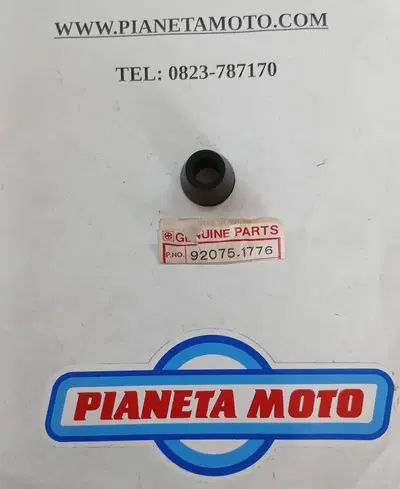 WWW.PIANETAMOTO.COM
TEL: 0823-787170
GENUINE PARTS
P.NO. 92075-1776
PIANETA MOTO